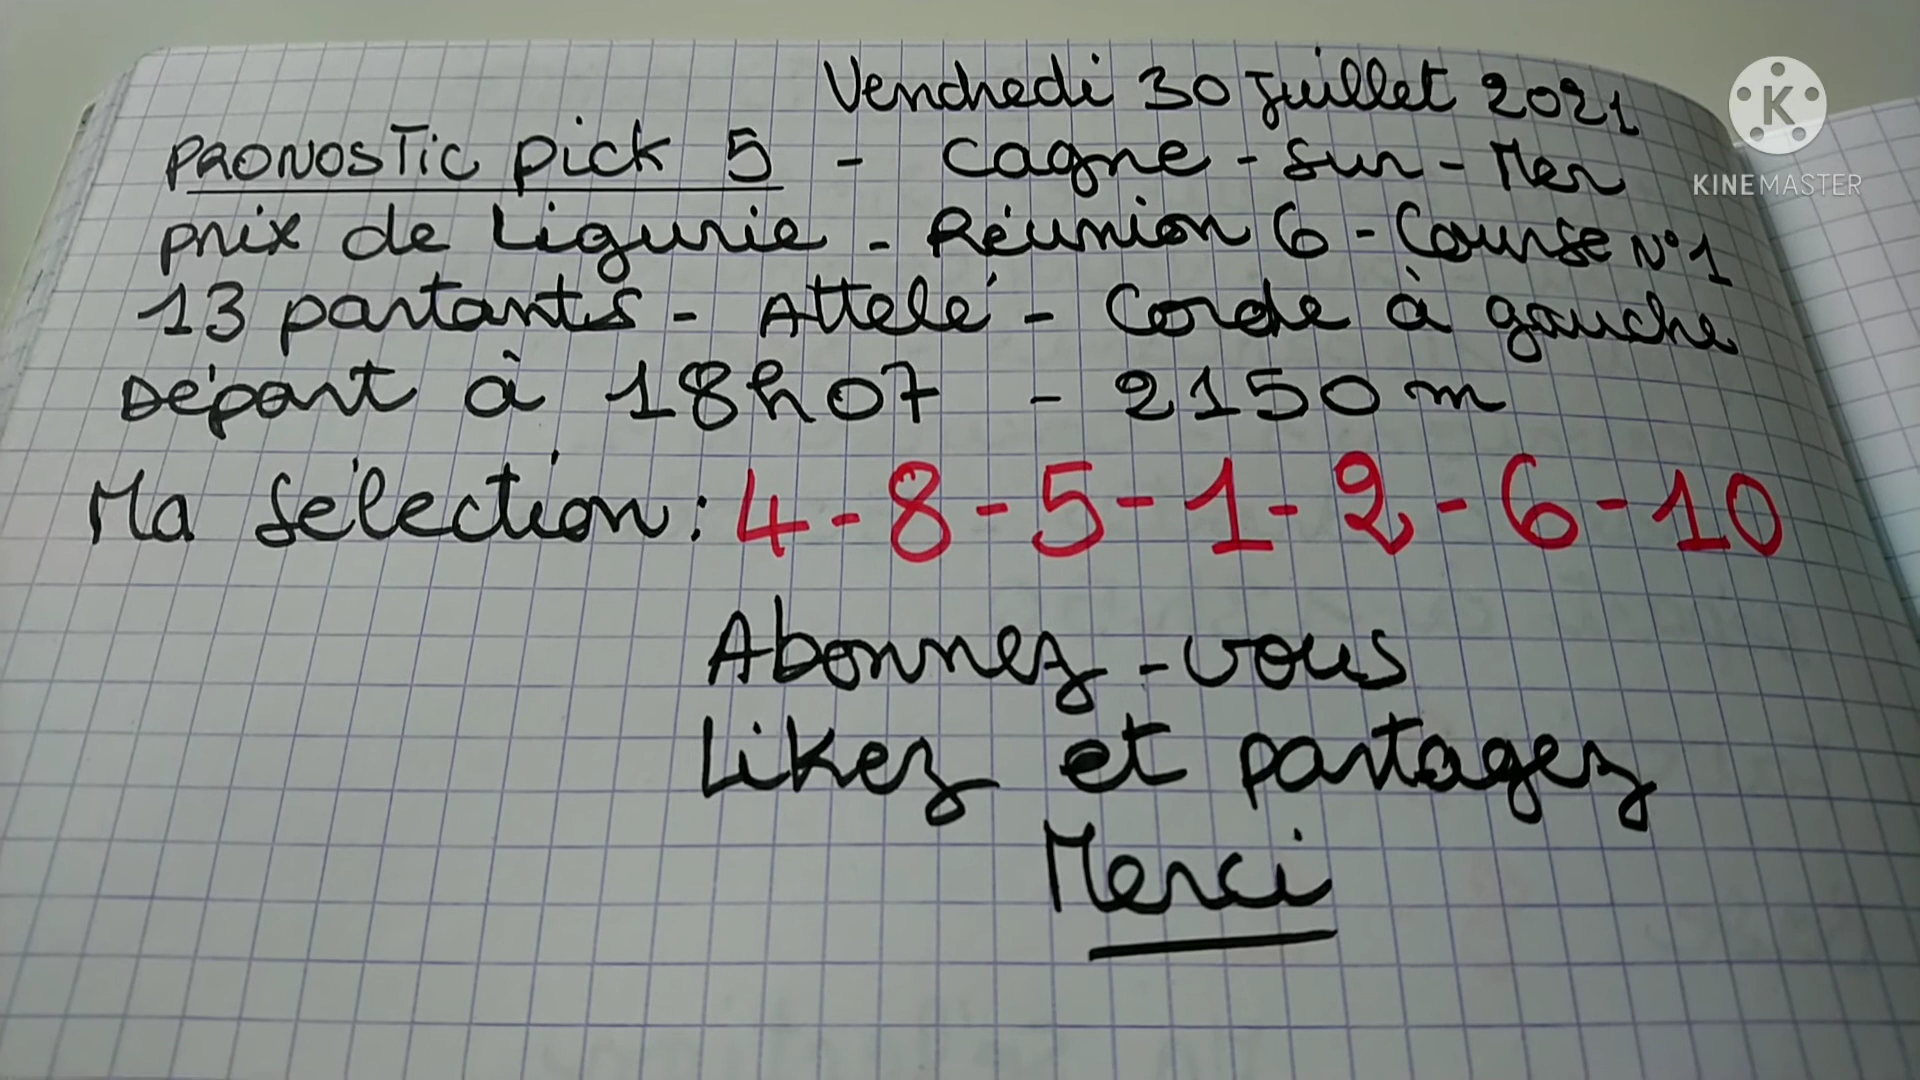 Vendredi 30 Juillet 2021
PRONOSTIC Pick 5 - Cagne-Sur-Mer
prix de Ligurie - Réunion 6 - Course N°1
13 partants - Attelé - Corde à gauche
Départ à 18h07 - 2150m
Ma sélection : 4-8-5-1-2-6-10
Abonnez-vous
Likez et partagez
Merci
K
KINEMASTER